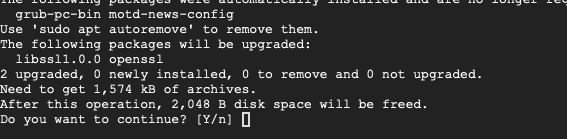 The following packages were automatically installed and are no longer req
  grub-pc-bin motd-news-config
Use 'sudo apt autoremove' to remove them.
The following packages will be upgraded:
  libssl1.0.0 openssl
2 upgraded, 0 newly installed, 0 to remove and 0 not upgraded.
Need to get 1,574 kB of archives.
After this operation, 2,048 B disk space will be freed.
Do you want to continue? [Y/n]